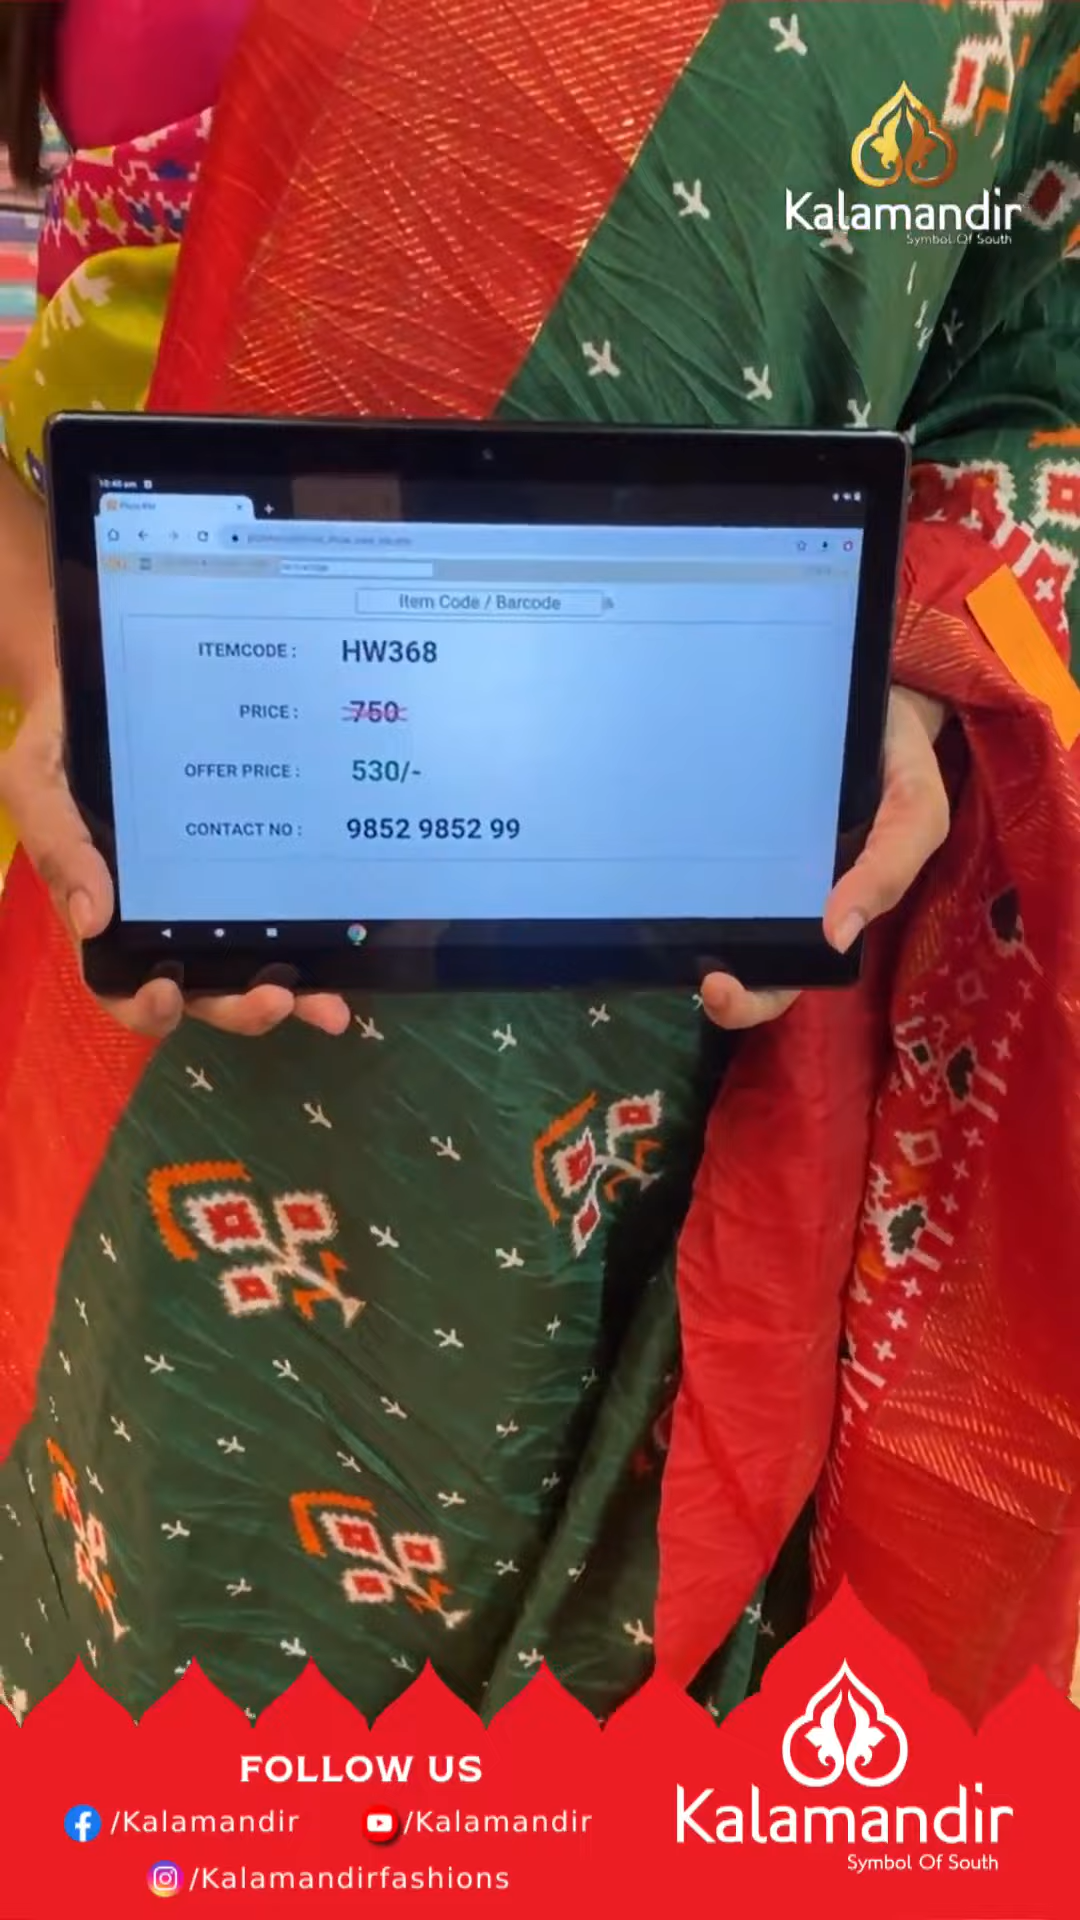 Kalamandir
Symbol Of South
Item Code / Barcode
ITEMCODE : HW368
PRICE : 750
OFFER PRICE : 530/-
CONTACT NO : 9852 9852 99
FOLLOW US
/Kalamandir /Kalamandir
/Kalamandirfashions
Kalamandir
Symbol Of South